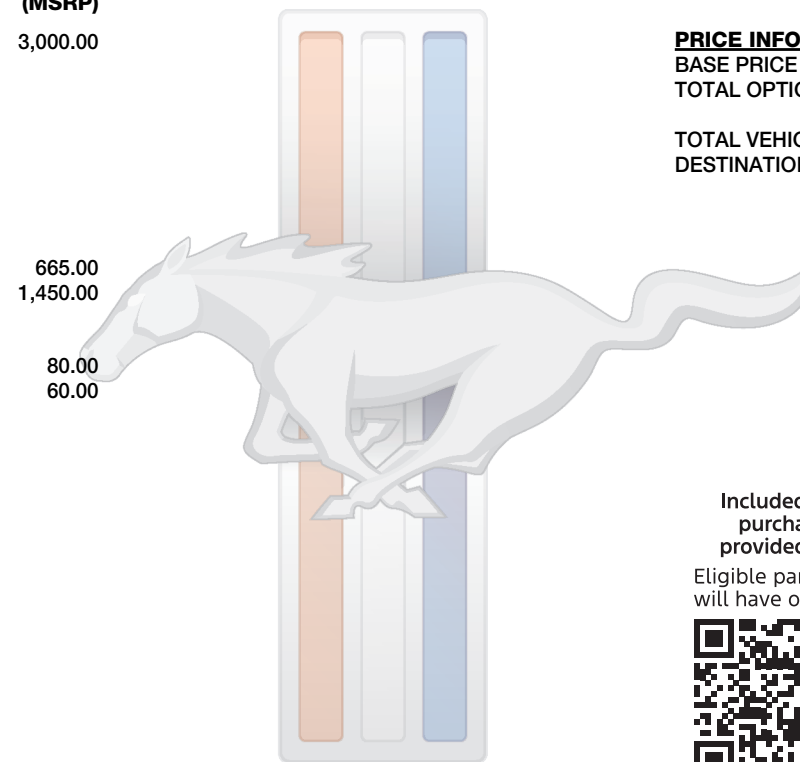 (MSRP)
3,000.00
665.00
1,450.00
80.00
60.00
PRICE INFO
BASE PRICE
TOTAL OPTIO
TOTAL VEHIC
DESTINATION
Included
purcha
provided
Eligible par
will have o